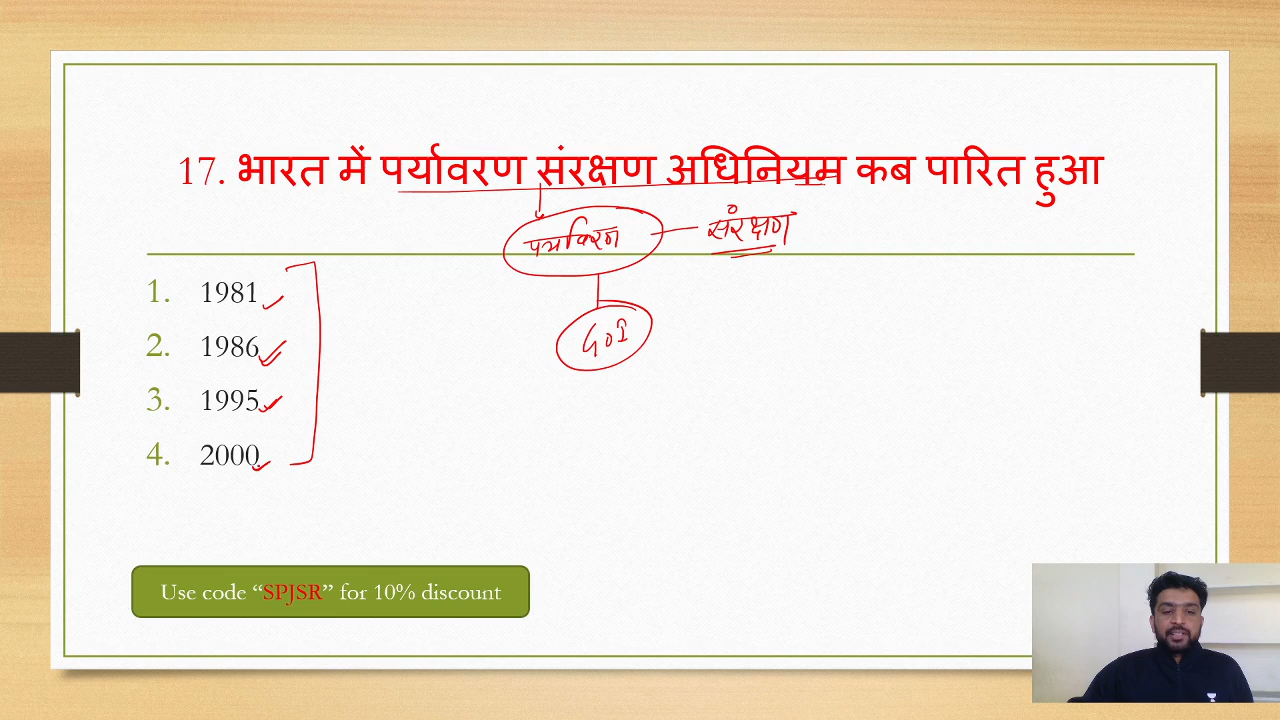 17. भारत में पर्यावरण संरक्षण अधिनियम कब पारित हुआ
पर्यावरण - संरक्षण
GOI
1. 1981
2. 1986
3. 1995
4. 2000
Use code “SPJSR” for 10% discount